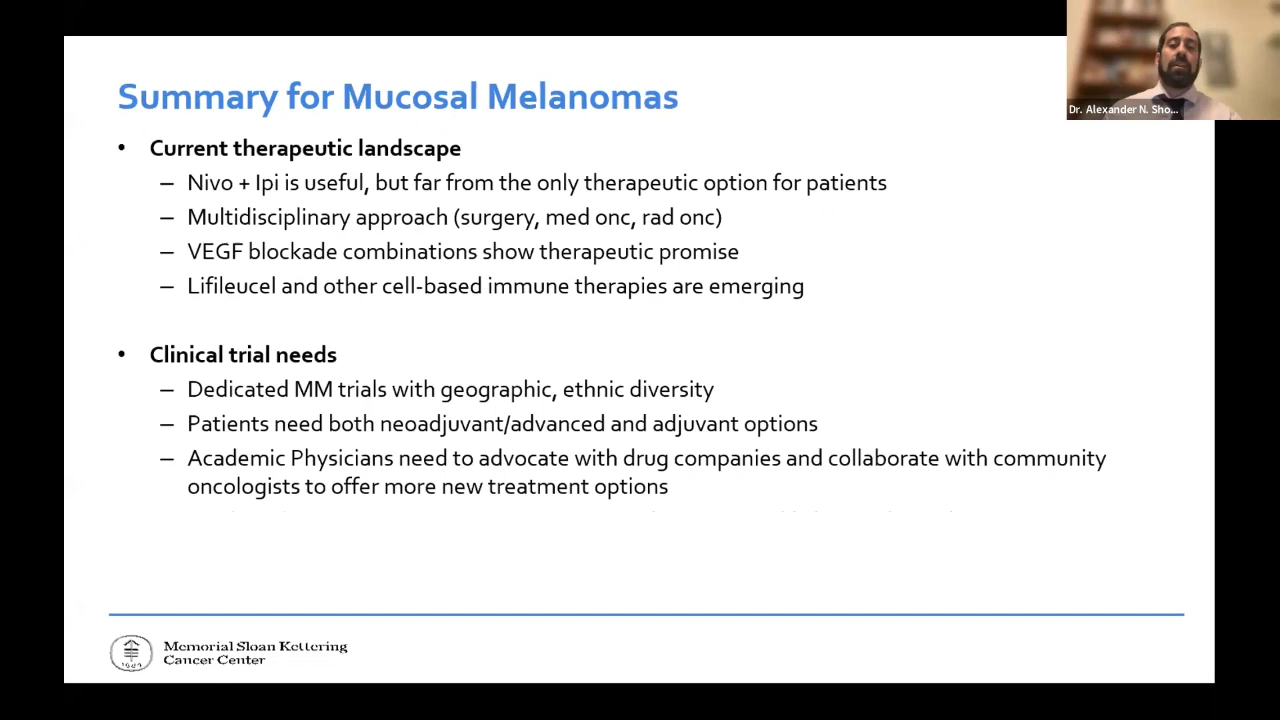 Summary for Mucosal Melanomas
Dr. Alexander N. Sho...
• Current therapeutic landscape
– Nivo + Ipi is useful, but far from the only therapeutic option for patients
– Multidisciplinary approach (surgery, med onc, rad onc)
– VEGF blockade combinations show therapeutic promise
– Lifileucel and other cell-based immune therapies are emerging
• Clinical trial needs
– Dedicated MM trials with geographic, ethnic diversity
– Patients need both neoadjuvant/advanced and adjuvant options
– Academic Physicians need to advocate with drug companies and collaborate with community
oncologists to offer more new treatment options
Memorial Sloan Kettering
Cancer Center